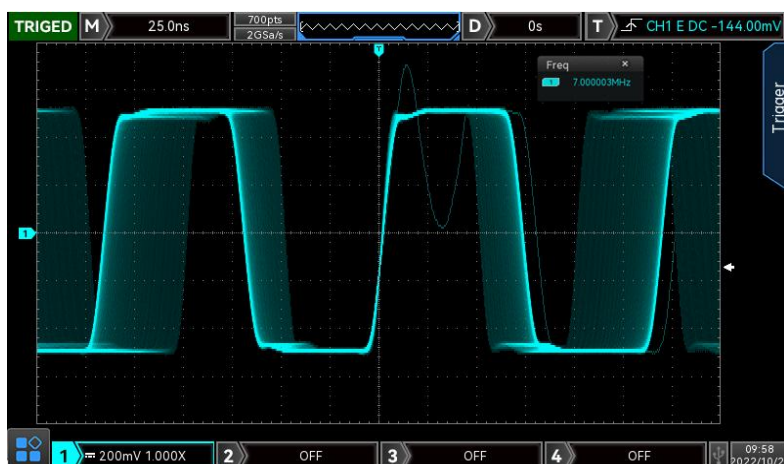 TRIGED M 25.0ns 700pts 2GSa/s D 0s T CH1 E DC -144.00mV
T
Freq ×
1 7.000003MHz
Trigger
1
1 200mV 1.000X 2 OFF 3 OFF 4 OFF 09:58